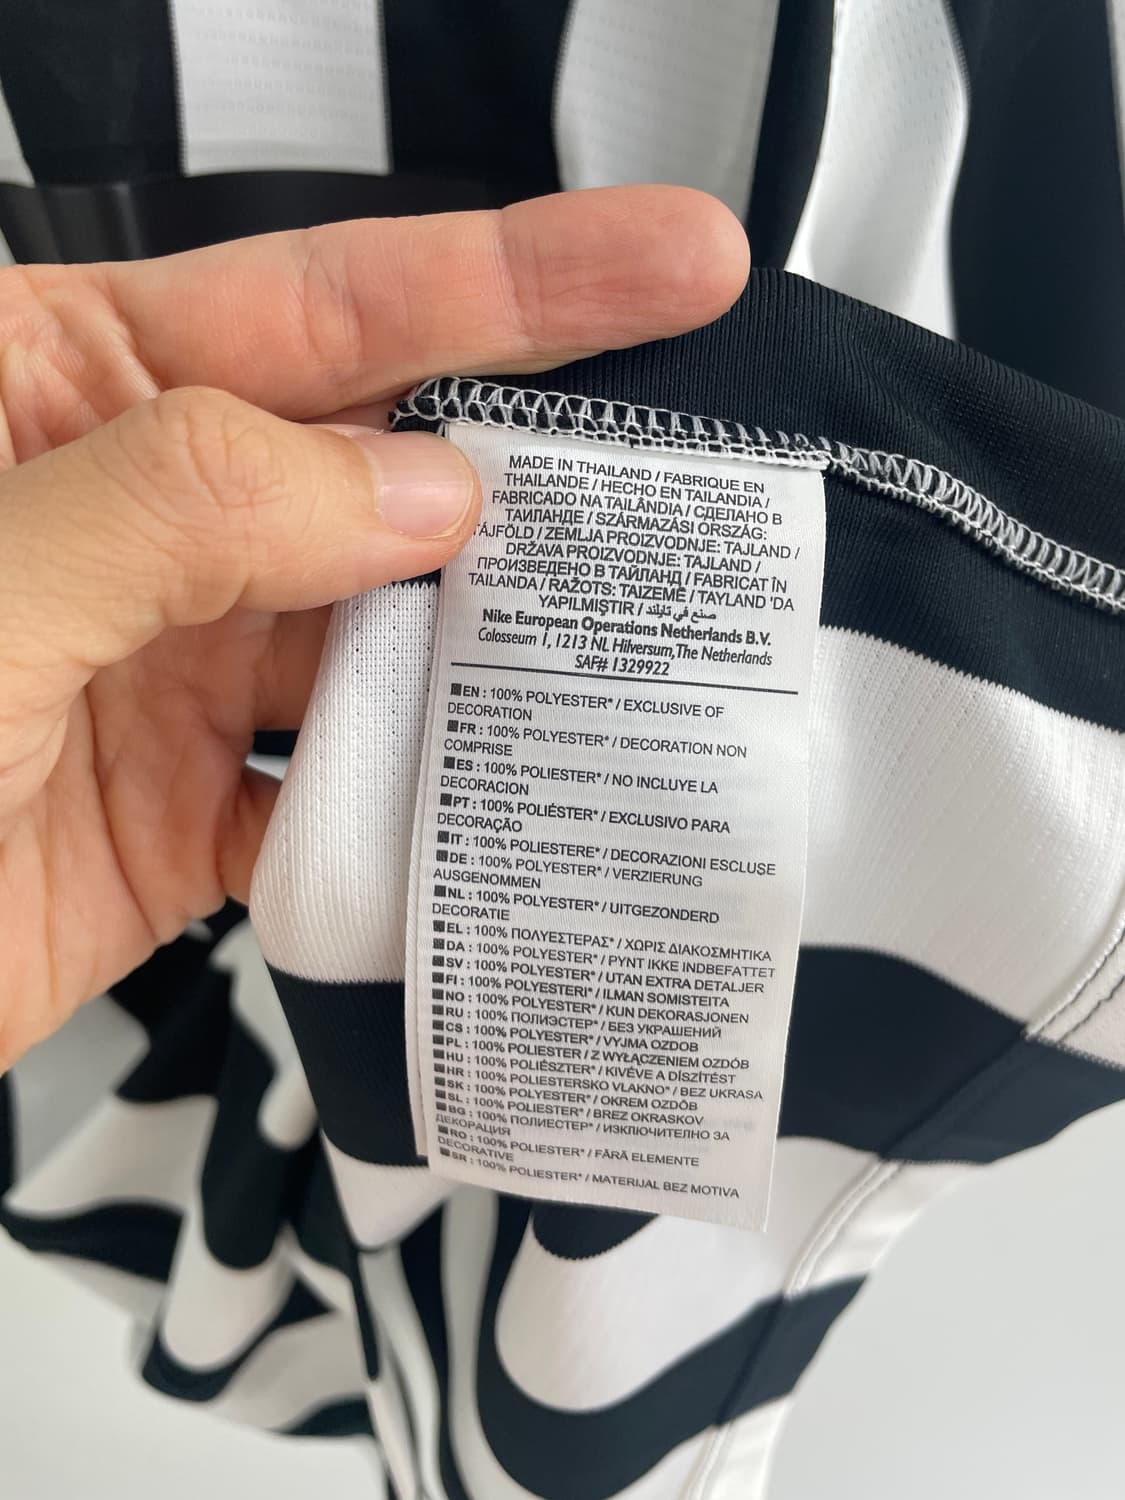 MADE IN THAILAND / FABRIQUE EN
THAILANDE / HECHO EN TAILANDIA /
FABRICADO NA TAILÂNDIA / СДЕЛАНО В
ТАИЛАНДЕ / SZÁRMAZÁSI ORSZÁG:
TÁJFÖLD / ZEMLJA PROIZVODNJE: TAJLAND /
DRŽAVA PROIZVODNJE: TAJLAND /
ПРОИЗВЕДЕНО В ТАЙЛАНД / FABRICAT ÎN
TAILANDA / RAŽOTS: TAIZEMĒ / TAYLAND 'DA
YAPILMIŞTIR / صنع في تايلند
Nike European Operations Netherlands B.V.
Colosseum 1, 1213 NL Hilversum, The Netherlands
SAF# 1329922
EN : 100% POLYESTER* / EXCLUSIVE OF
DECORATION
FR : 100% POLYESTER* / DECORATION NON
COMPRISE
ES : 100% POLIESTER* / NO INCLUYE LA
DECORACION
PT : 100% POLIÉSTER* / EXCLUSIVO PARA
DECORAÇÃO
IT : 100% POLIESTERE* / DECORAZIONI ESCLUSE
DE : 100% POLYESTER* / VERZIERUNG
AUSGENOMMEN
NL : 100% POLYESTER* / UITGEZONDERD
DECORATIE
EL : 100% ΠΟΛΥΕΣΤΕΡΑΣ* / ΧΩΡΙΣ ΔΙΑΚΟΣΜΗΤΙΚΑ
DA : 100% POLYESTER* / PYNT IKKE INDBEFATTET
SV : 100% POLYESTER* / UTAN EXTRA DETALJER
FI : 100% POLYESTERI* / ILMAN SOMISTEITA
NO : 100% POLYESTER* / KUN DEKORASJONEN
RU : 100% ПОЛИЭСТЕР* / БЕЗ УКРАШЕНИЙ
CS : 100% POLYESTER* / VYJMA OZDOB
PL : 100% POLIESTER / Z WYŁĄCZENIEM OZDÓB
HU : 100% POLIÉSZTER* / KIVÉVE A DÍSZÍTÉST
HR : 100% POLIESTERSKO VLAKNO* / BEZ UKRASA
SK : 100% POLYESTER* / OKREM OZDÔB
SL : 100% POLIESTER* / BREZ OKRASKOV
BG : 100% ПОЛИЕСТЕР* / ИЗКЛЮЧИТЕЛНО ЗА
ДЕКОРАЦИЯ
RO : 100% POLIESTER* / FĂRĂ ELEMENTE
DECORATIVE
SR : 100% POLIESTER* / MATERIJAL BEZ MOTIVA